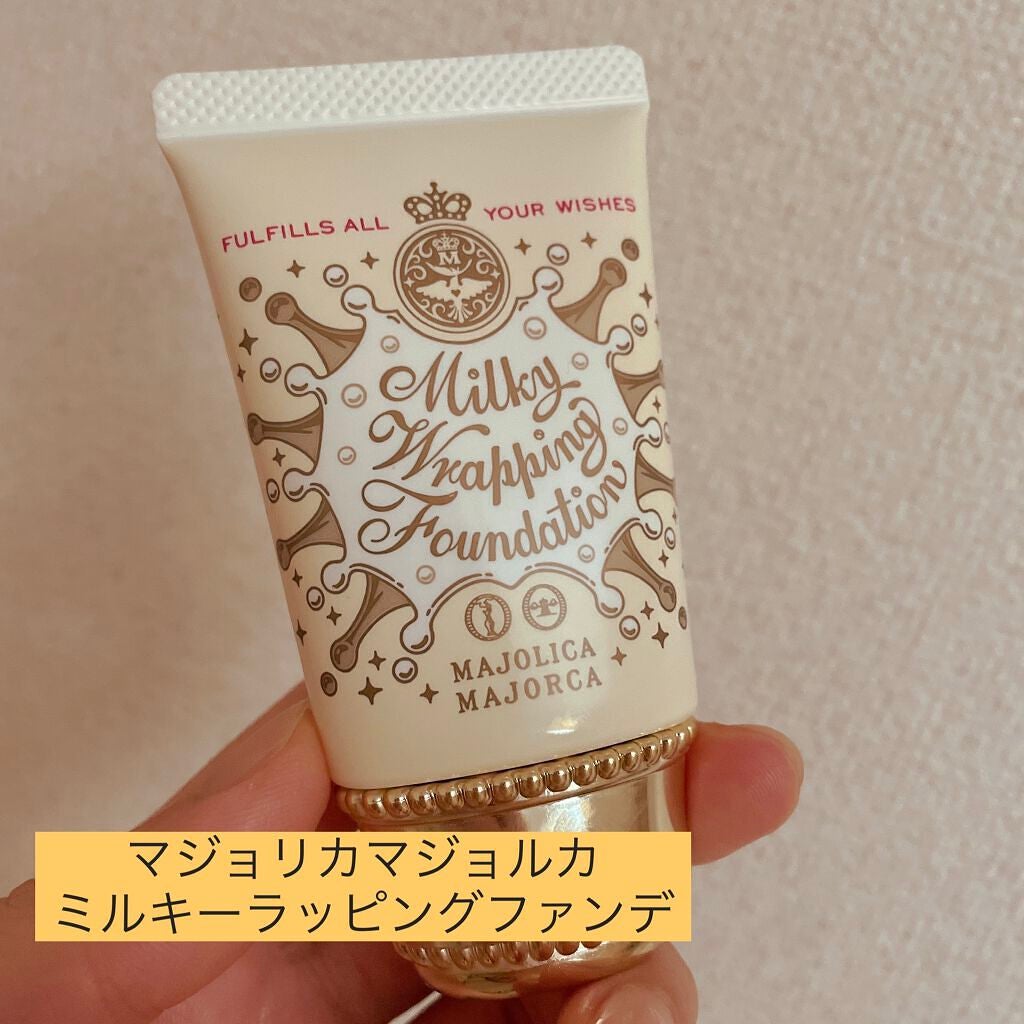 FULFILLS ALL YOUR WISHES
M
Milky
Wrapping
Foundation
MAJOLICA
MAJORCA
マジョリカマジョルカ
ミルキーラッピングファンデ